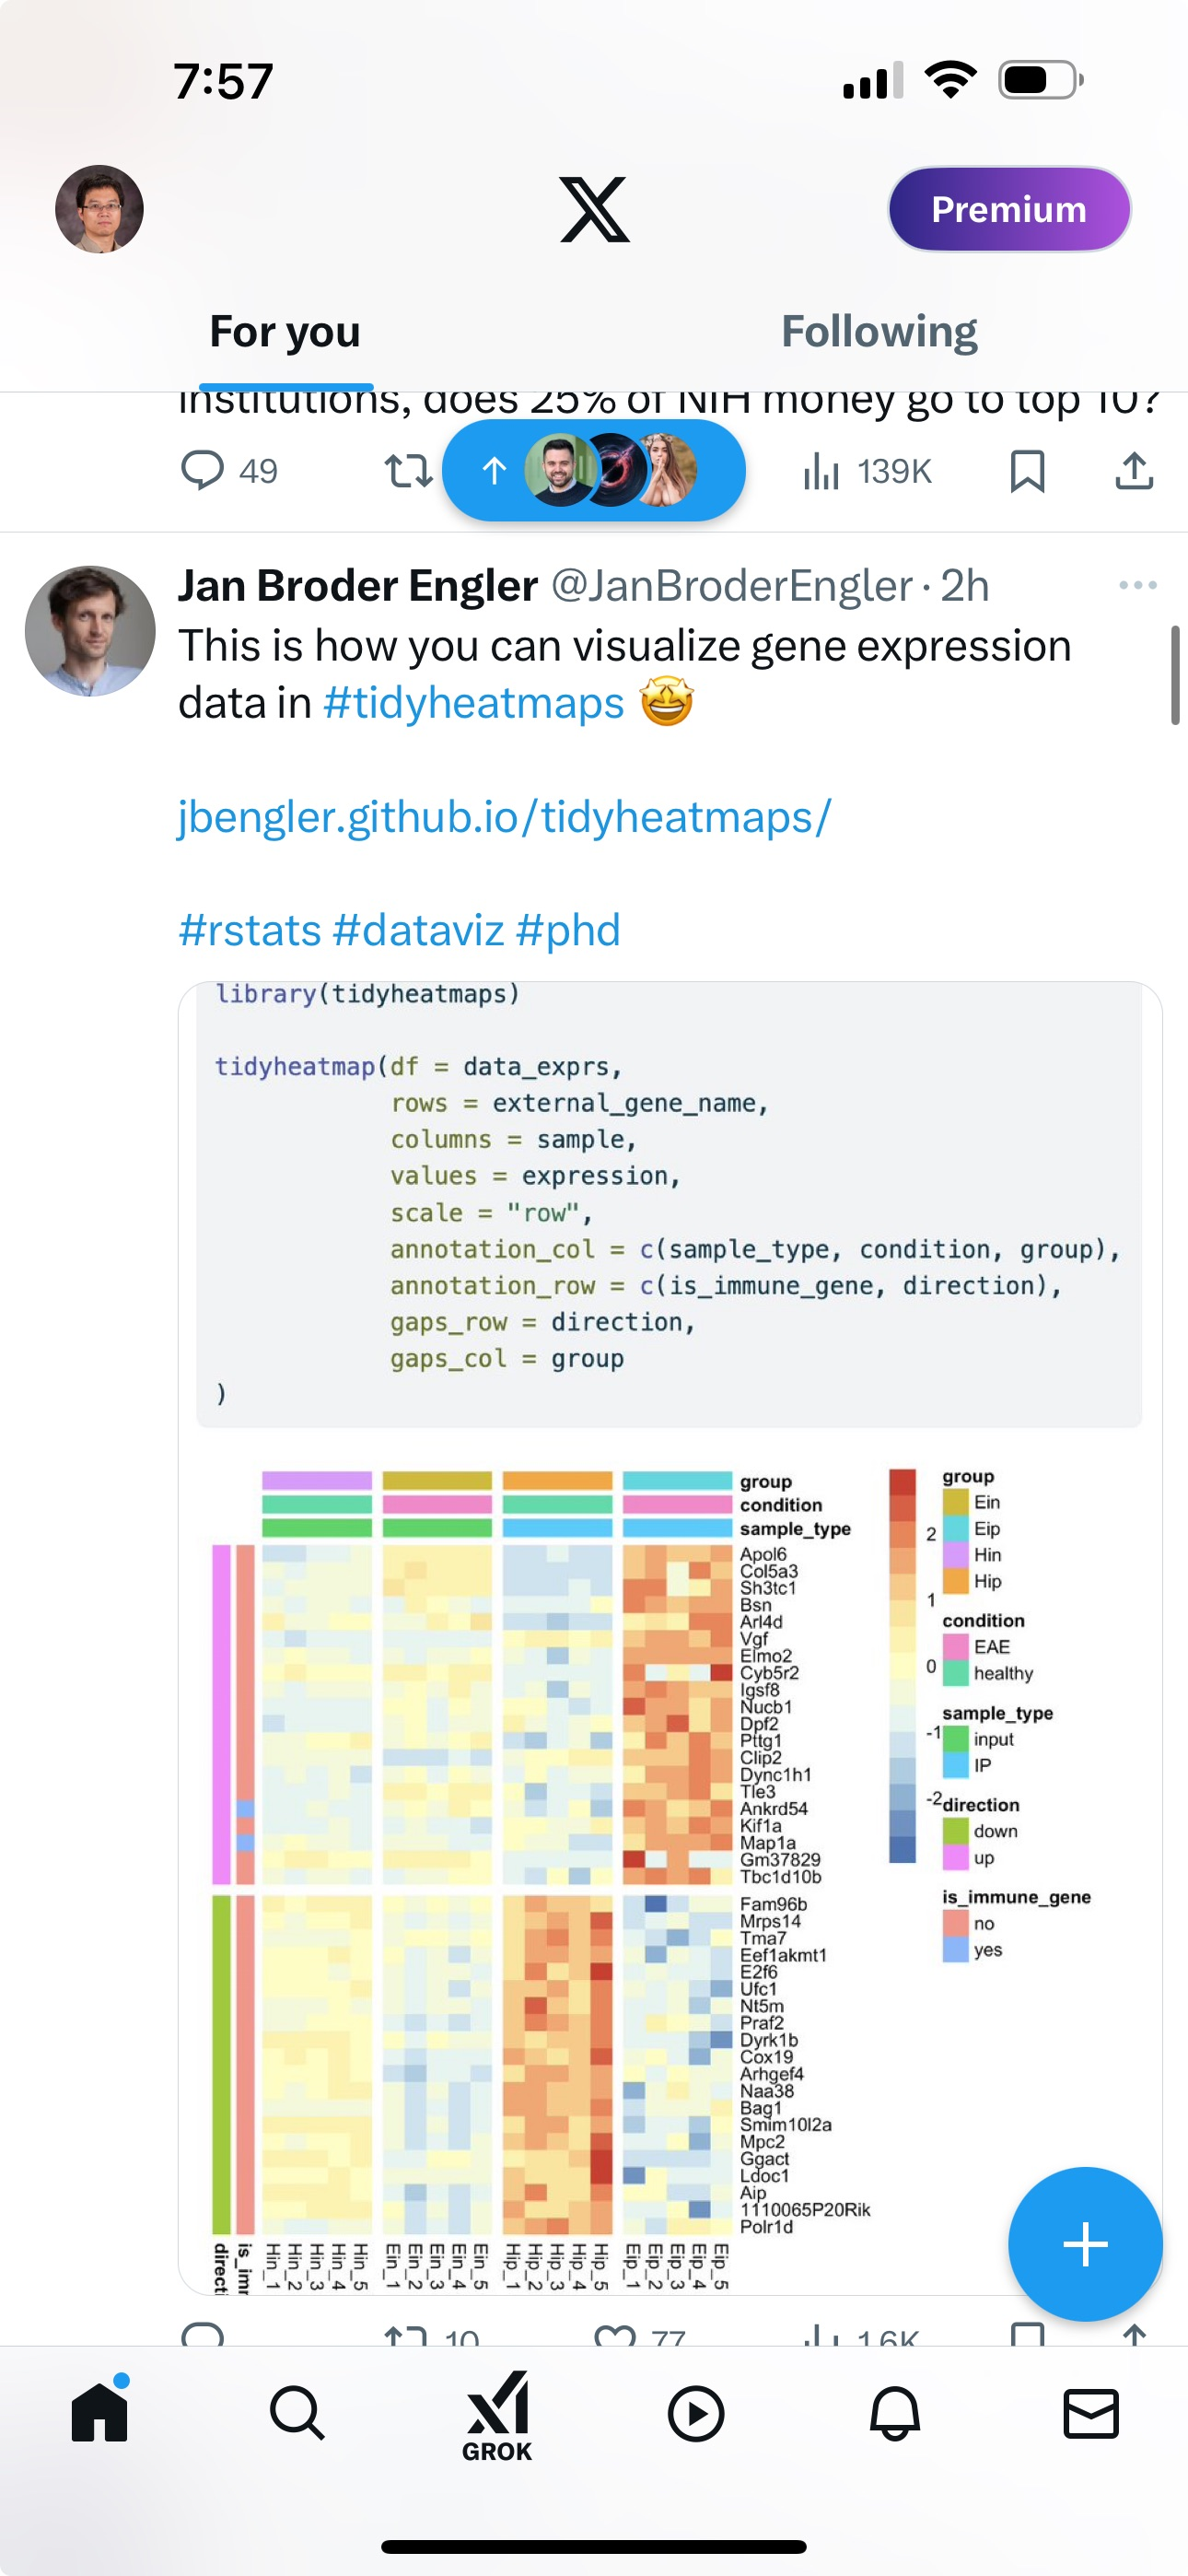 7:57
X
Premium
For you
Following
institutions, does 25% of NIH money go to top 10?
49
139K
Jan Broder Engler @JanBroderEngler · 2h
This is how you can visualize gene expression
data in #tidyheatmaps 🤩
jbengler.github.io/tidyheatmaps/
#rstats #dataviz #phd
library(tidyheatmaps)
tidyheatmap(df = data_exprs,
rows = external_gene_name,
columns = sample,
values = expression,
scale = "row",
annotation_col = c(sample_type, condition, group),
annotation_row = c(is_immune_gene, direction),
gaps_row = direction,
gaps_col = group
)
group
condition
sample_type
Apol6
Col5a3
Sh3tc1
Bsn
Arl4d
Vgf
Elmo2
Cyb5r2
Igsf8
Nucb1
Dpf2
Pttg1
Clip2
Dync1h1
Tle3
Ankrd54
Kif1a
Map1a
Gm37829
Tbc1d10b
Fam96b
Mrps14
Tma7
Eef1akmt1
E2f6
Ufc1
Nt5m
Praf2
Dyrk1b
Cox19
Arhgef4
Naa38
Bag1
Smim10l2a
Mpc2
Ggact
Ldoc1
Aip
1110065P20Rik
Polr1d
2
1
0
-1
-2
group
Ein
Eip
Hin
Hip
condition
EAE
healthy
sample_type
input
IP
direction
down
up
is_immune_gene
no
yes
directi
is_imr
Hin_1
Hin_2
Hin_3
Hin_4
Hin_5
Ein_1
Ein_2
Ein_3
Ein_4
Ein_5
Hip_1
Hip_2
Hip_3
Hip_4
Hip_5
Eip_1
Eip_2
Eip_3
Eip_4
Eip_5
10
77
1.6K
GROK